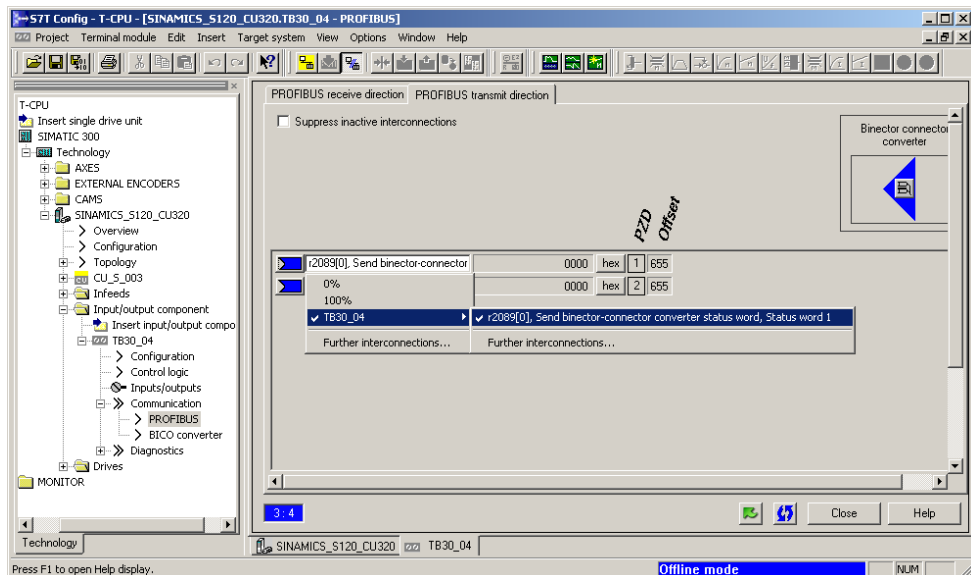 S7T Config - T-CPU - [SINAMICS_S120_CU320.TB30_04 - PROFIBUS]
Project Terminal module Edit Insert Target system View Options Window Help
T-CPU
Insert single drive unit
SIMATIC 300
Technology
AXES
EXTERNAL ENCODERS
CAMS
SINAMICS_S120_CU320
Overview
Configuration
Topology
CU_S_003
Infeeds
Input/output component
Insert input/output compo
TB30_04
Configuration
Control logic
Inputs/outputs
Communication
PROFIBUS
BICO converter
Diagnostics
Drives
MONITOR
Technology
PROFIBUS receive direction PROFIBUS transmit direction
Suppress inactive interconnections
Binector connector
converter
PZD Offset
r2089[0], Send binector-connector 0000 hex 1 655
0000 hex 2 655
0%
100%
TB30_04 r2089[0], Send binector-connector converter status word, Status word 1
Further interconnections... Further interconnections...
3 : 4 Close Help
SINAMICS_S120_CU320 TB30_04
Press F1 to open Help display. Offline mode NUM